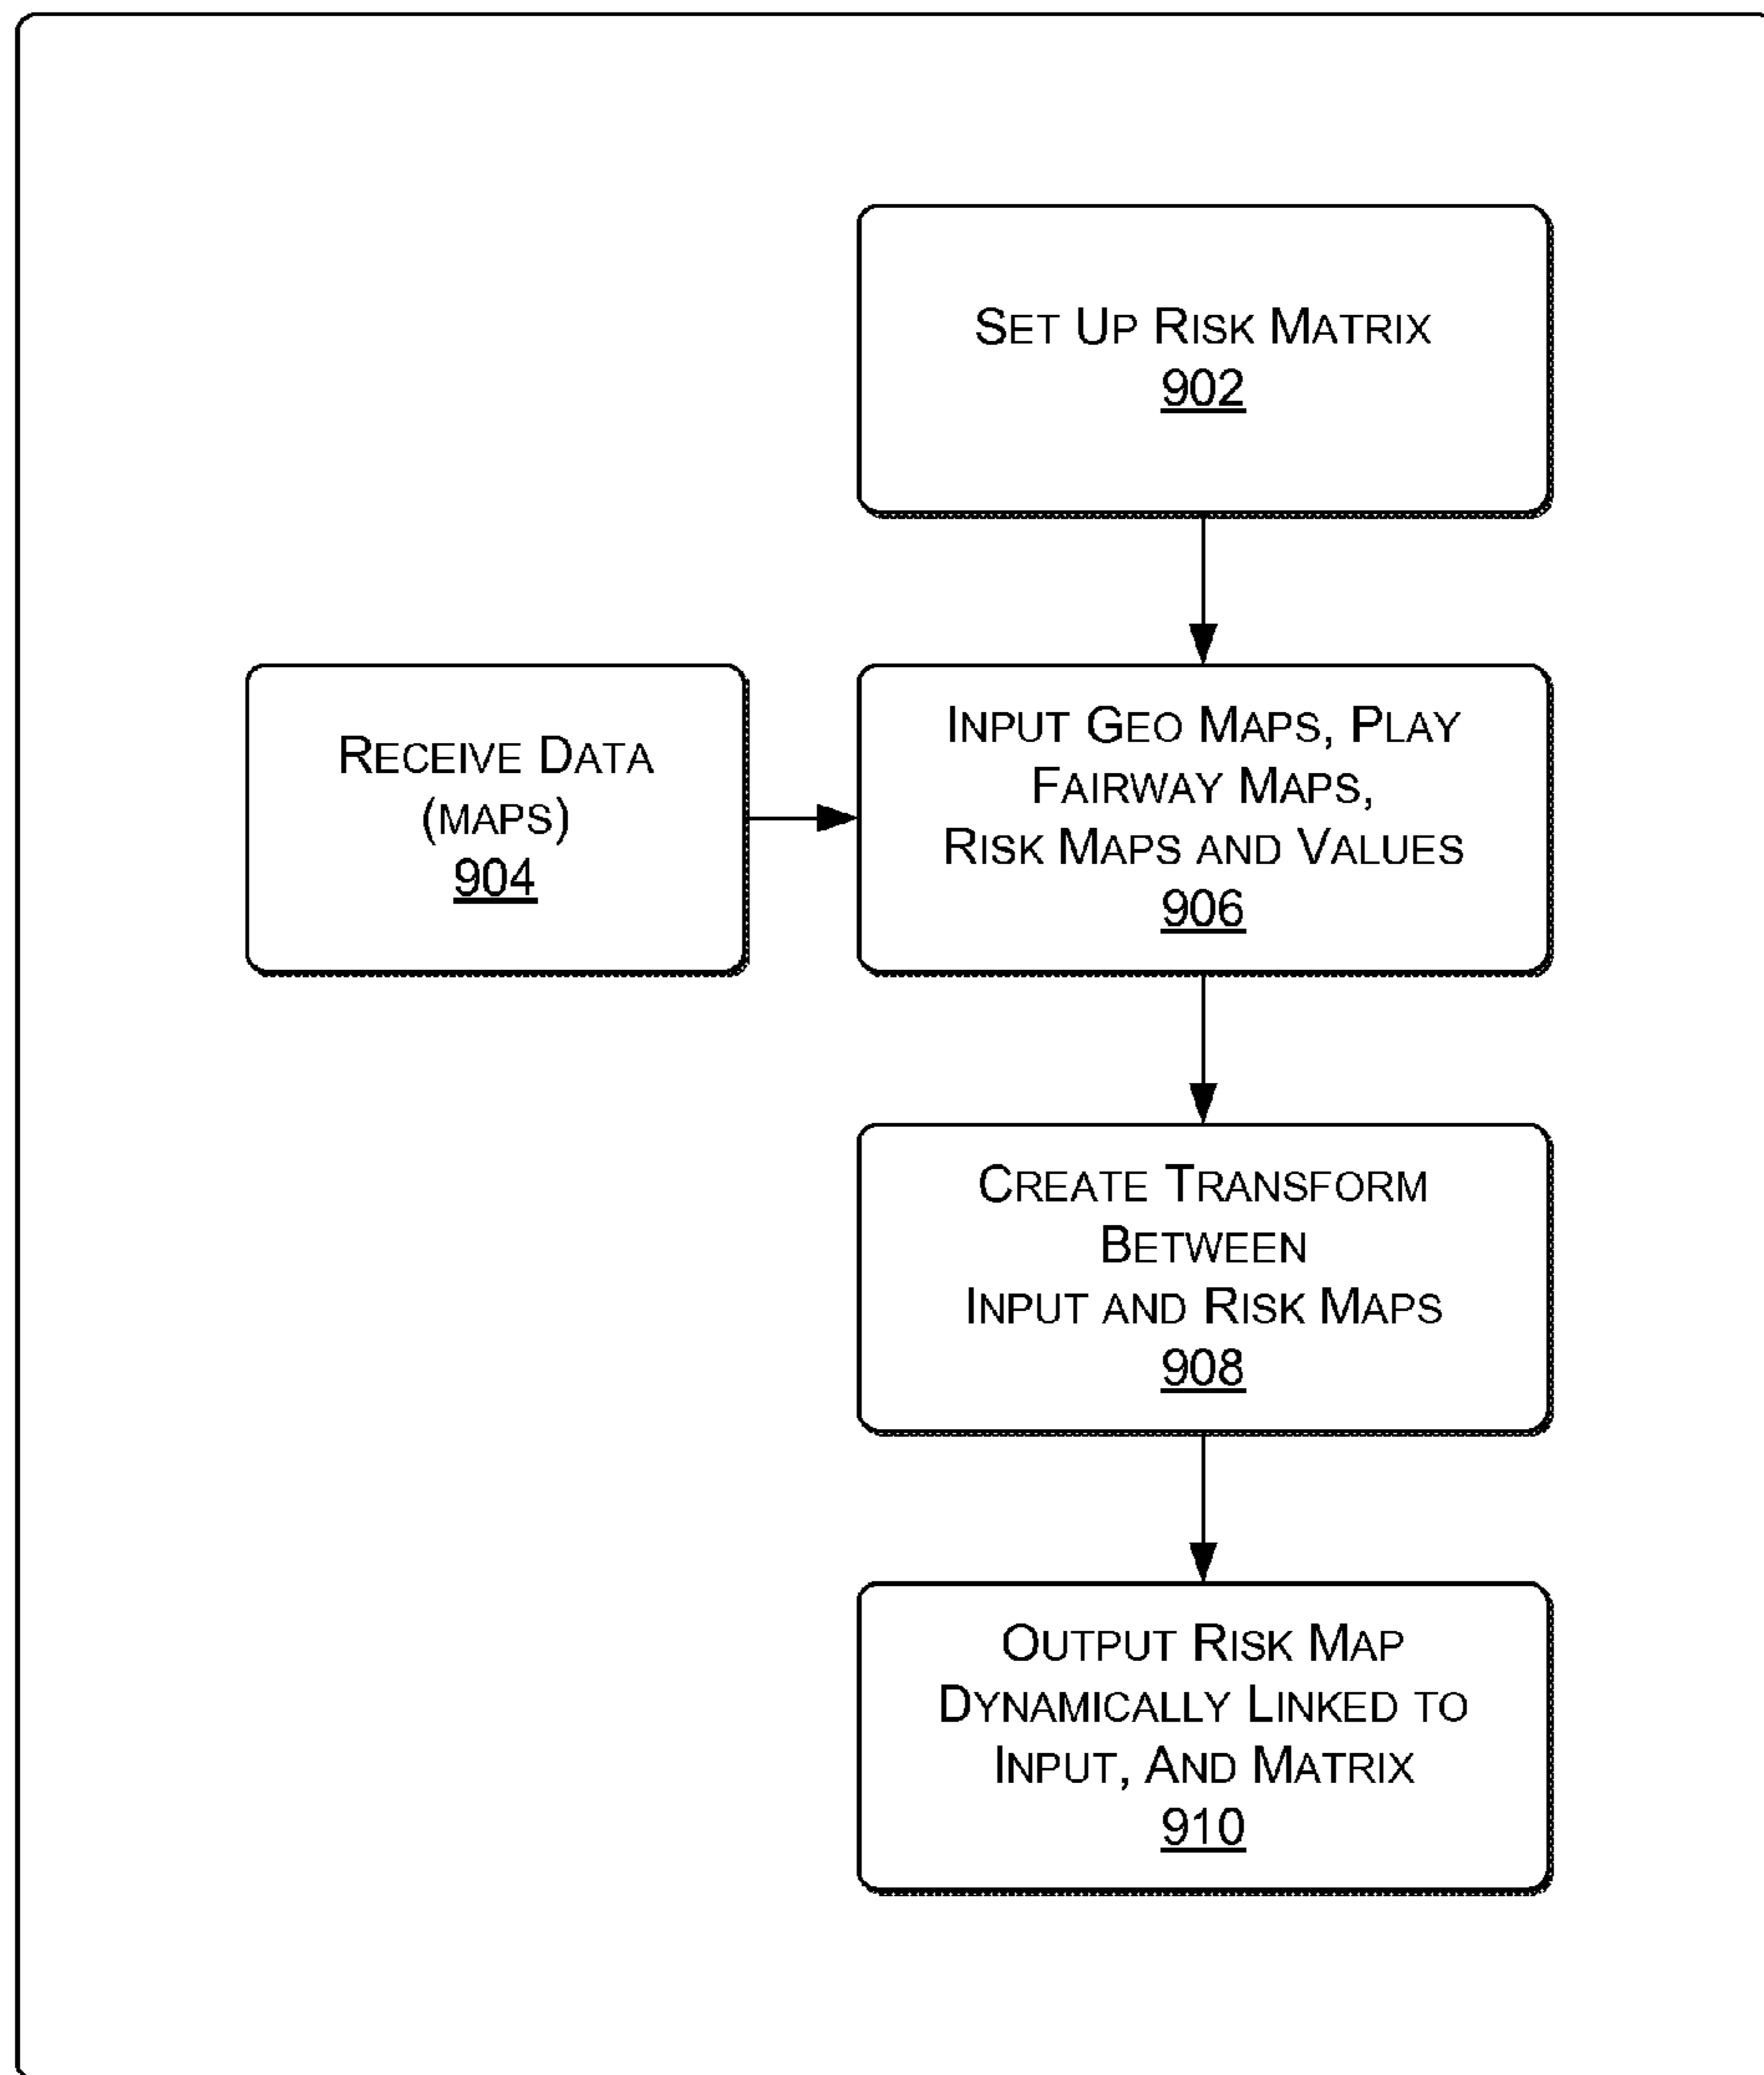 SET UP RISK MATRIX
902
RECEIVE DATA
(MAPS)
904
INPUT GEO MAPS, PLAY
FAIRWAY MAPS,
RISK MAPS AND VALUES
906
CREATE TRANSFORM
BETWEEN
INPUT AND RISK MAPS
908
OUTPUT RISK MAP
DYNAMICALLY LINKED TO
INPUT, AND MATRIX
910